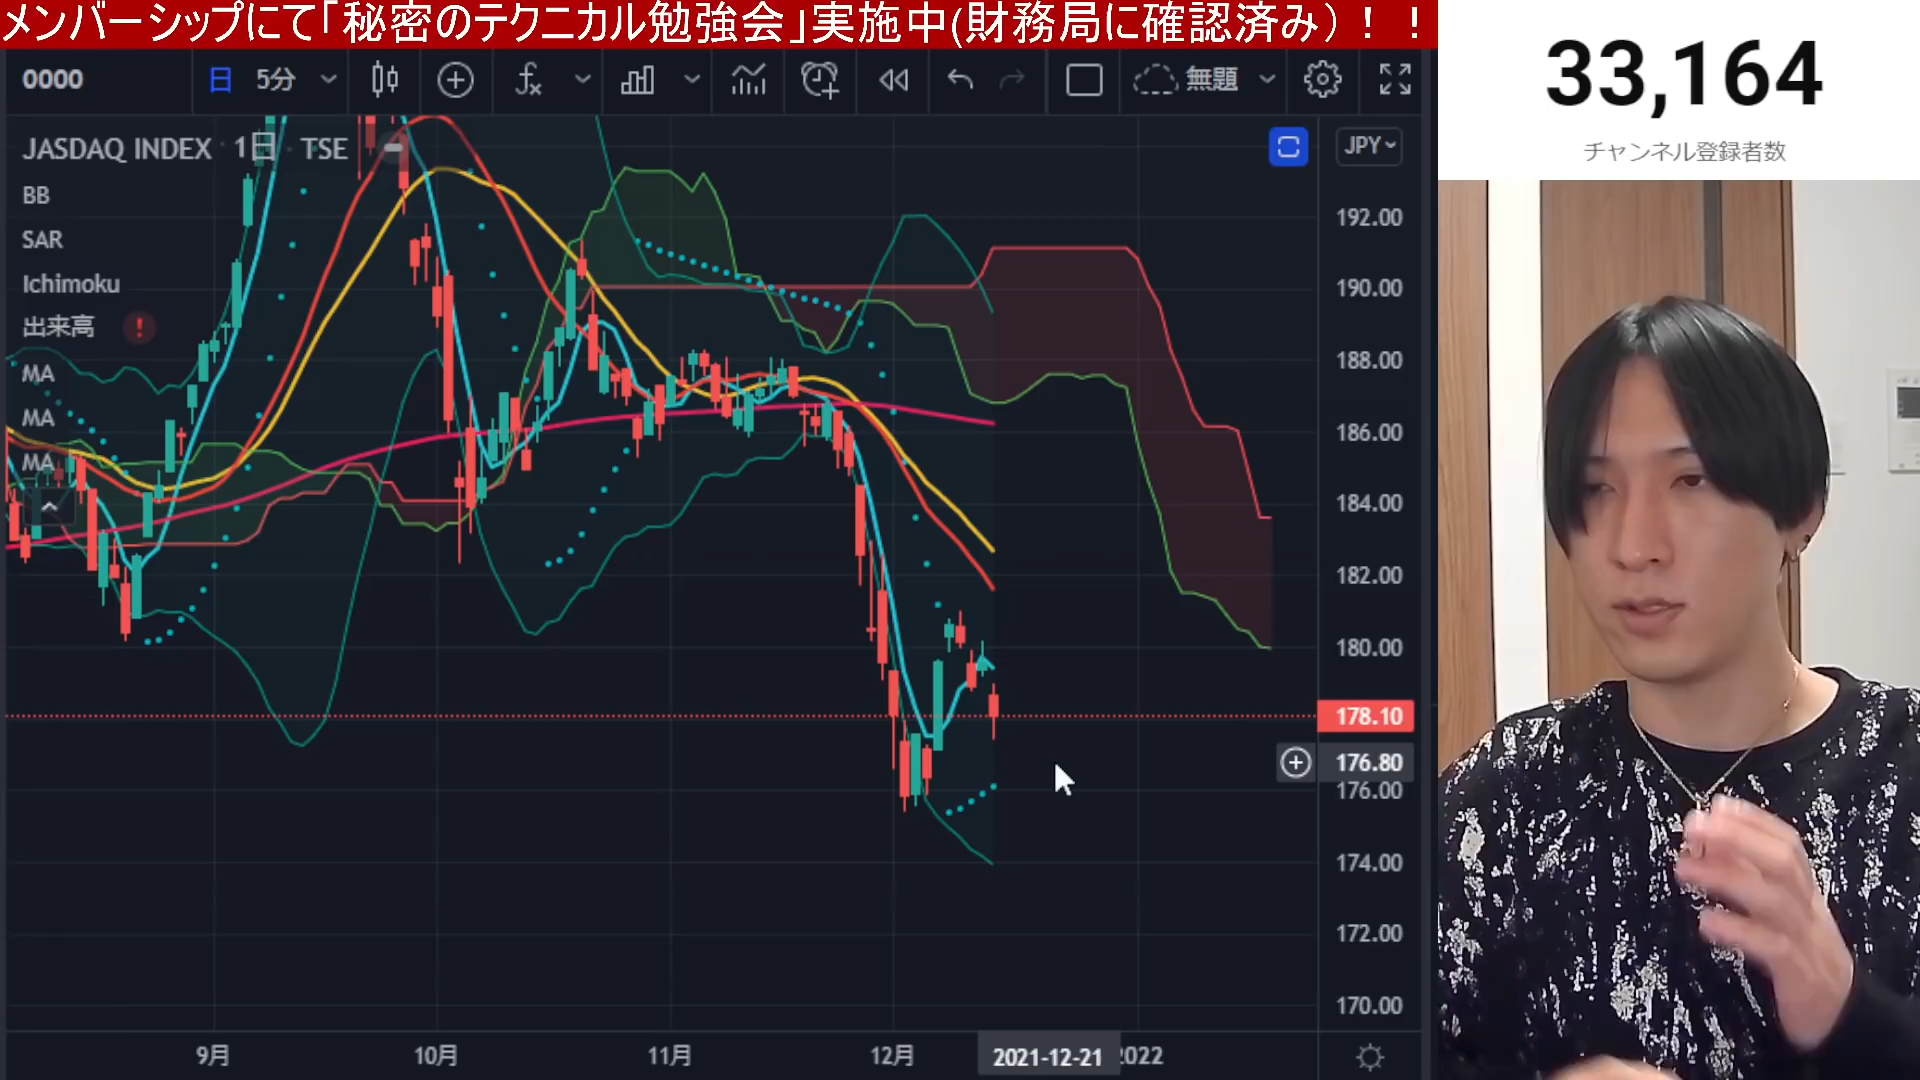 メンバーシップにて「秘密のテクニカル勉強会」実施中(財務局に確認済み)！！
33,164
チャンネル登録者数
0000
日
5分
無題
JASDAQ INDEX · 1日 · TSE
JPY
BB
SAR
Ichimoku
出来高
MA
MA
MA
192.00
190.00
188.00
186.00
184.00
182.00
180.00
178.10
176.80
176.00
174.00
172.00
170.00
9月
10月
11月
12月
2021-12-21
2022